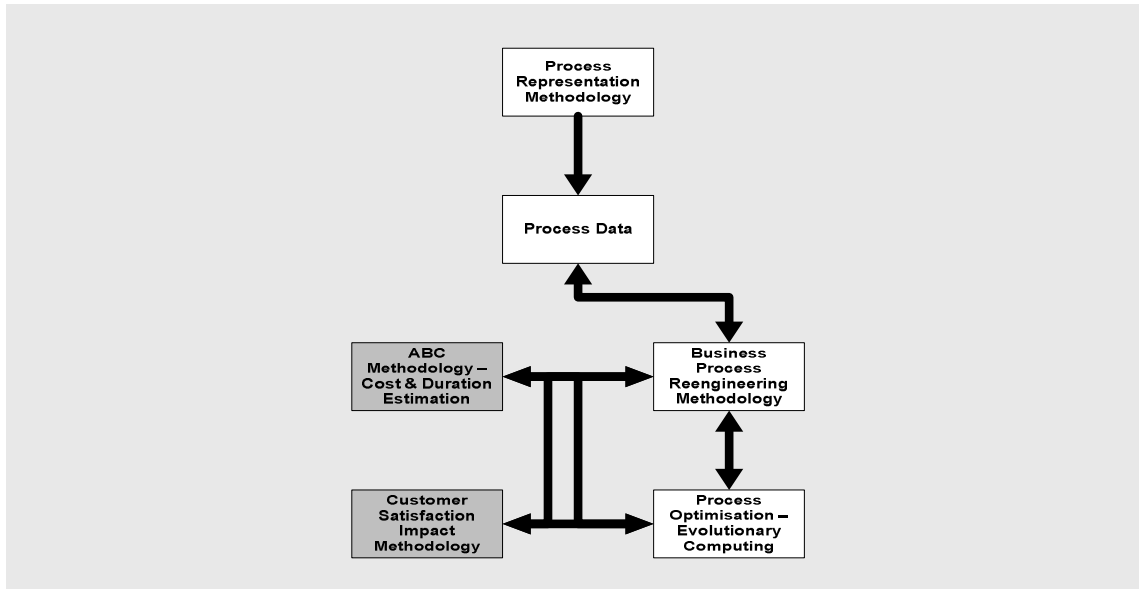 Process
Representation
Methodology
Process Data
ABC
Methodology –
Cost & Duration
Estimation
Business
Process
Reengineering
Methodology
Customer
Satisfaction
Impact
Methodology
Process
Optimisation –
Evolutionary
Computing